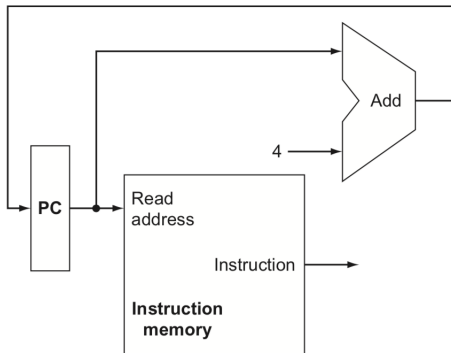 Add
4
PC
Read
address
Instruction
Instruction
memory